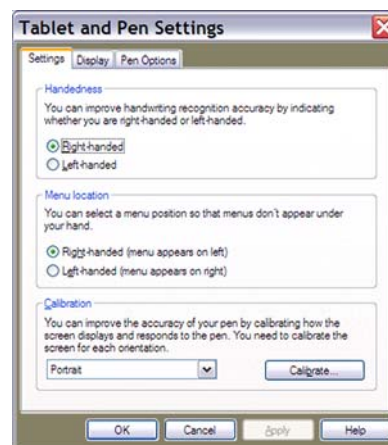 Tablet and Pen Settings
Settings Display Pen Options
Handedness
You can improve handwriting recognition accuracy by indicating
whether you are right-handed or left-handed.
Right-handed
Left-handed
Menu location
You can select a menu position so that menus don't appear under
your hand.
Right-handed (menu appears on left)
Left-handed (menu appears on right)
Calibration
You can improve the accuracy of your pen by calibrating how the
screen displays and responds to the pen. You need to calibrate the
screen for each orientation.
Portrait Calibrate...
OK Cancel Apply Help